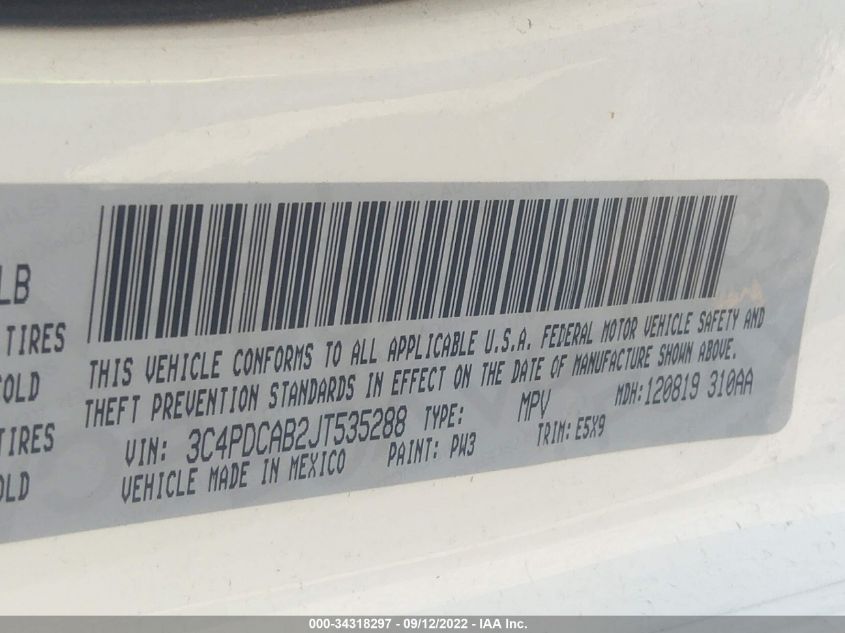 LB
TIRES
COLD
TIRES
OLD
THIS VEHICLE CONFORMS TO ALL APPLICABLE U.S.A. FEDERAL MOTOR VEHICLE SAFETY AND
THEFT PREVENTION STANDARDS IN EFFECT ON THE DATE OF MANUFACTURE SHOWN ABOVE.
VIN: 3C4PDCAB2JT535288 TYPE: MPV MDH: 120819 310AA
VEHICLE MADE IN MEXICO PAINT: PW3 TRIM: E5X9
000-34318297 - 09/12/2022 - IAA Inc.